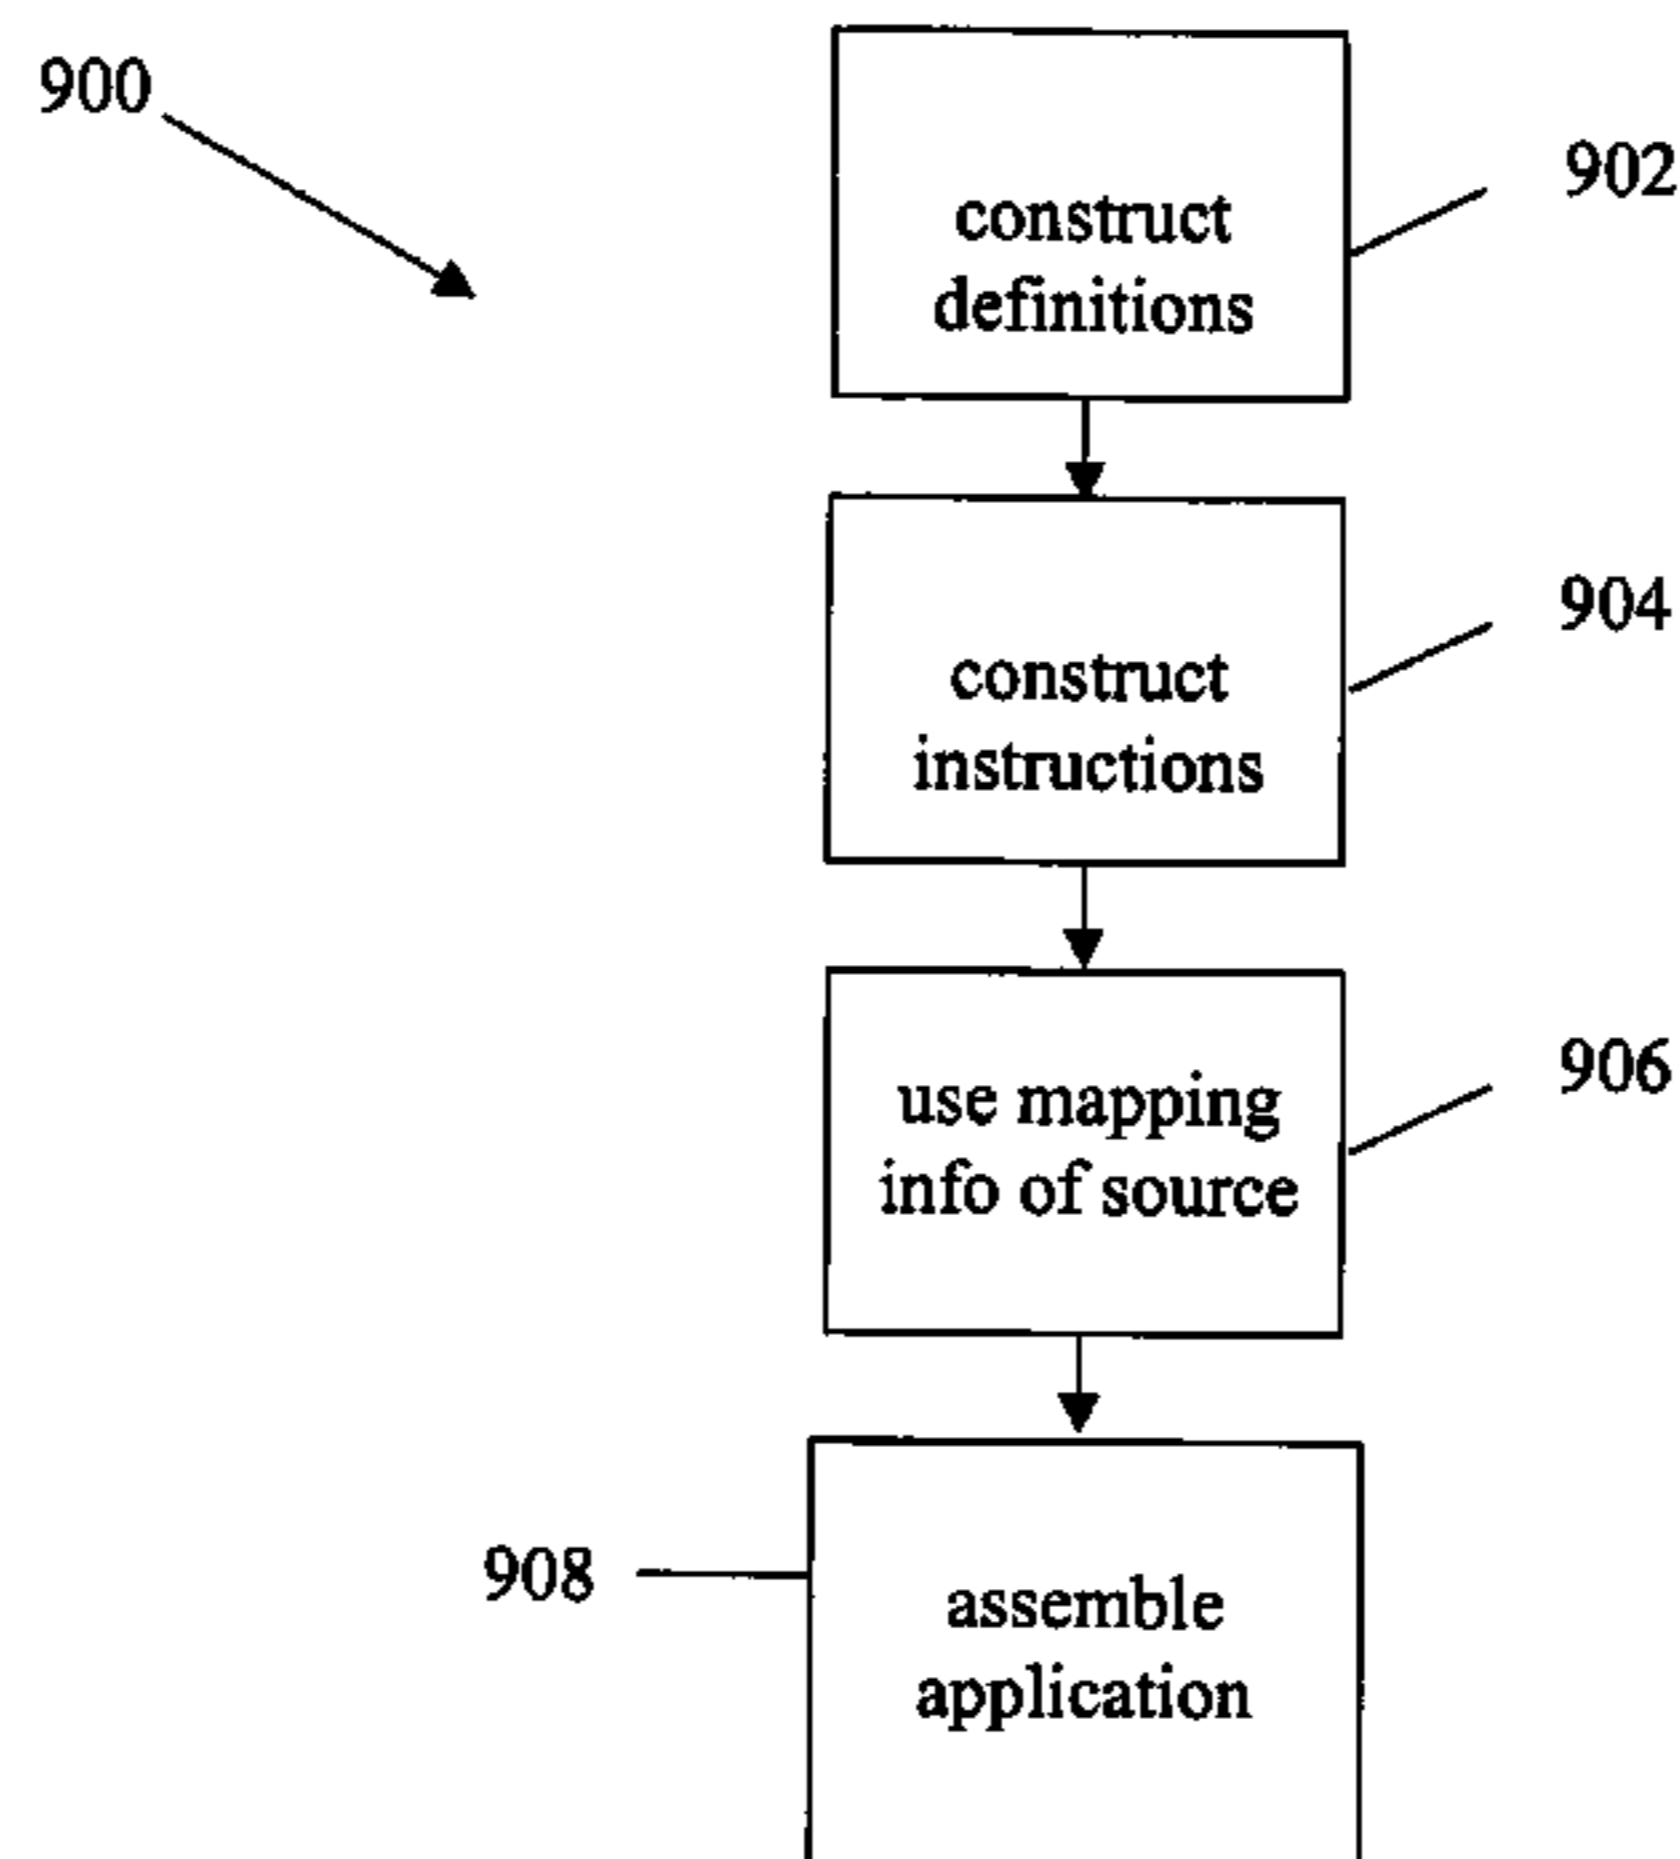 900
construct
definitions
902
construct
instructions
904
use mapping
info of source
906
908
assemble
application